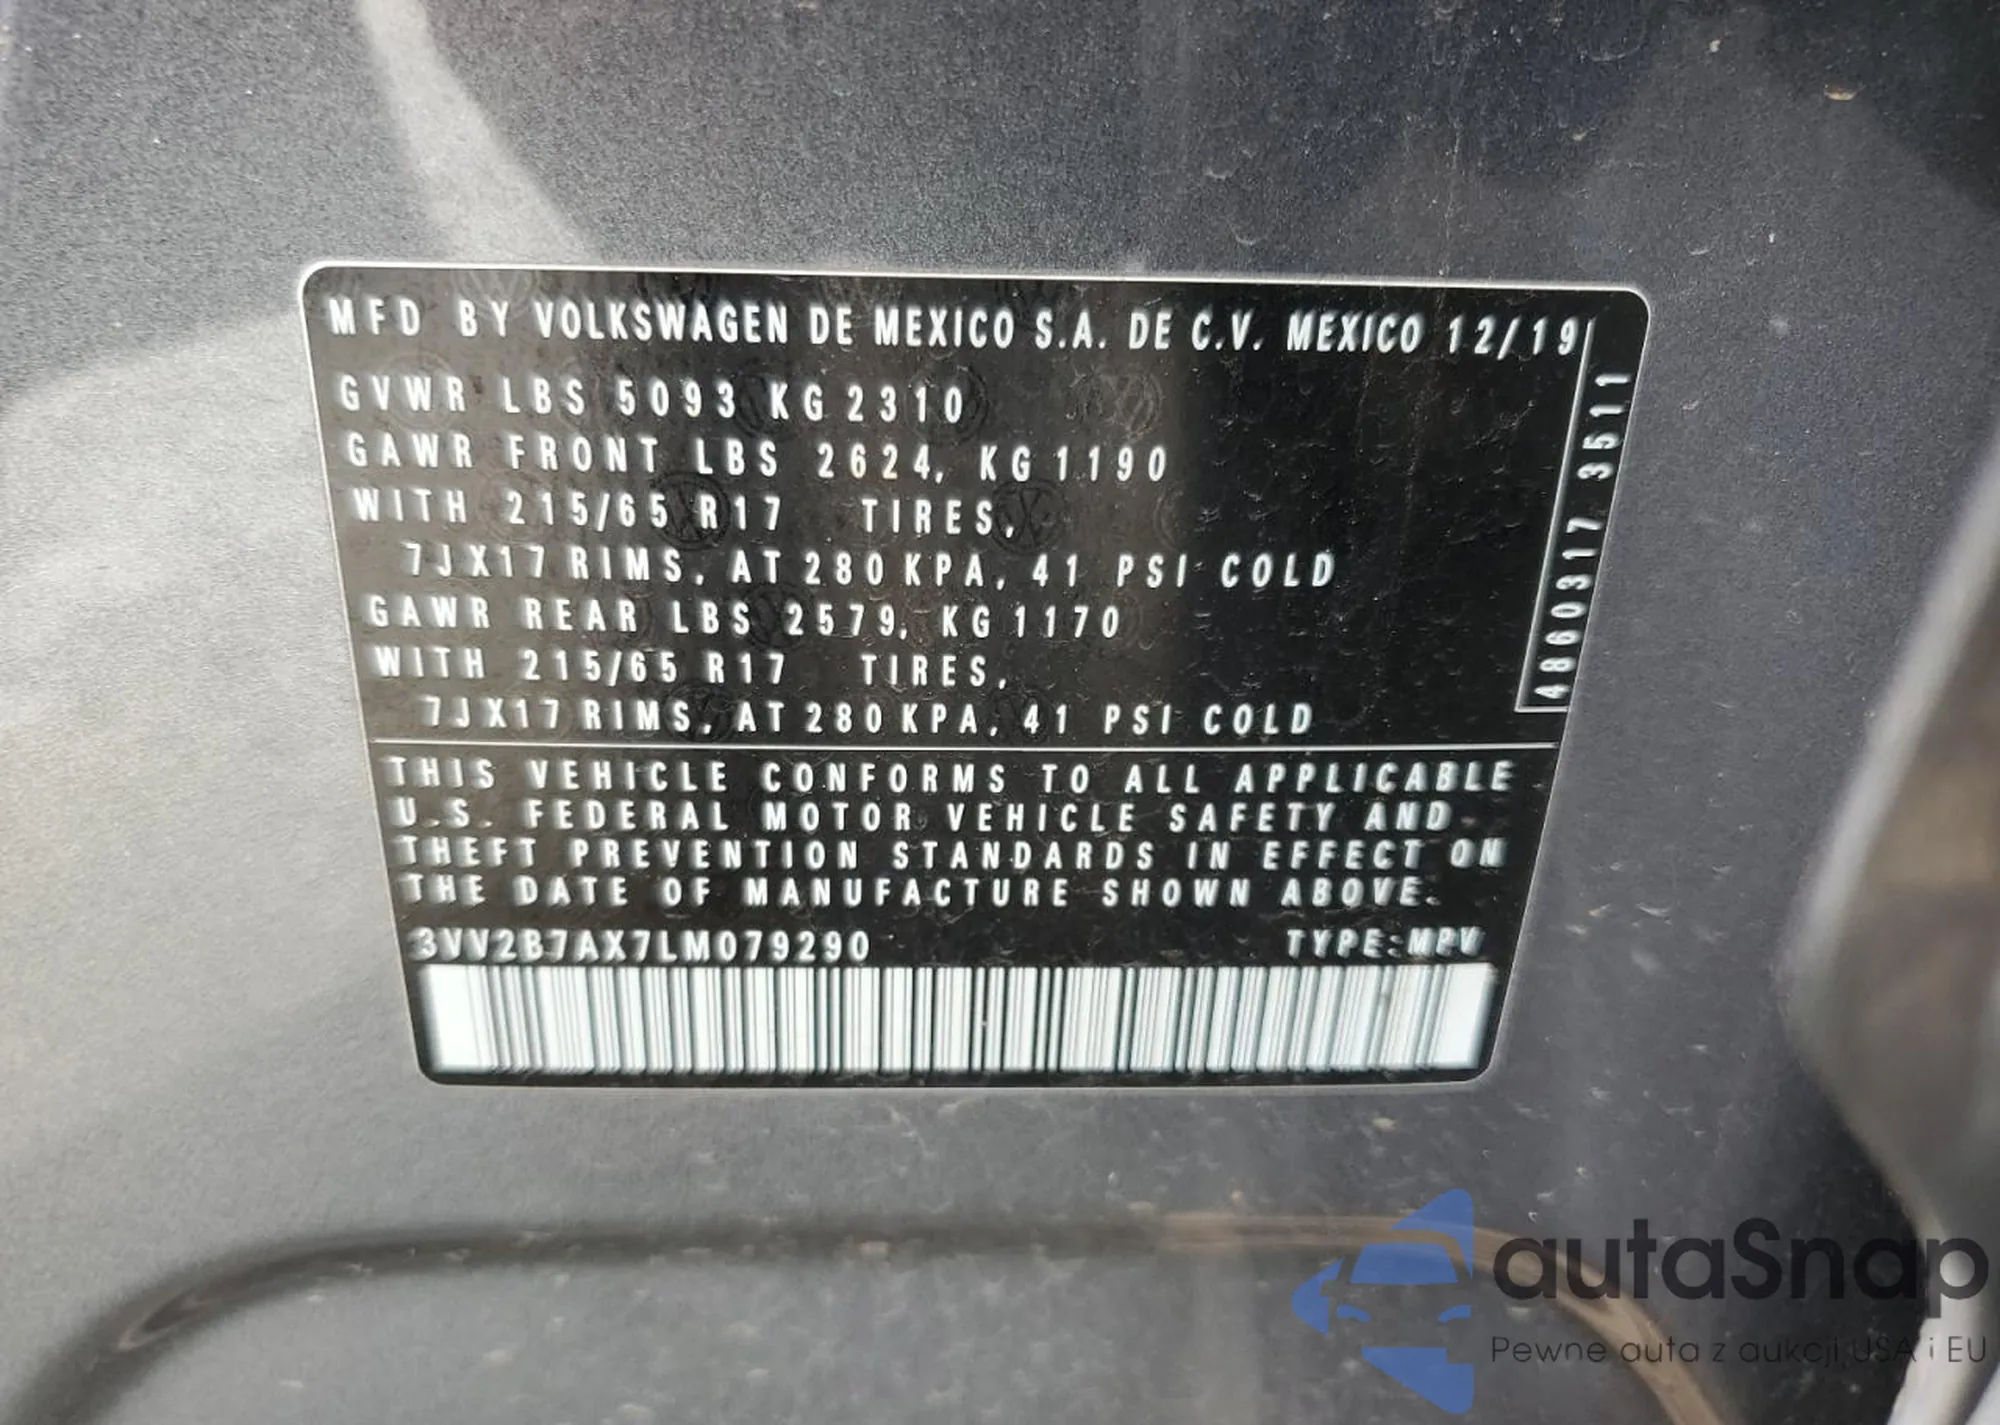 MFD BY VOLKSWAGEN DE MEXICO S.A. DE C.V. MEXICO 12/19
GVWR LBS 5093 KG 2310
GAWR FRONT LBS 2624, KG 1190
WITH 215/65 R17 TIRES,
7JX17 RIMS, AT 280 KPA, 41 PSI COLD
GAWR REAR LBS 2579, KG 1170
WITH 215/65 R17 TIRES,
7JX17 RIMS, AT 280 KPA, 41 PSI COLD
4860317 3511
THIS VEHICLE CONFORMS TO ALL APPLICABLE
U.S. FEDERAL MOTOR VEHICLE SAFETY AND
THEFT PREVENTION STANDARDS IN EFFECT ON
THE DATE OF MANUFACTURE SHOWN ABOVE.
3VV2B7AX7LM079290 TYPE:MPV
autaSnap
Pewne auta z aukcji USA i EU